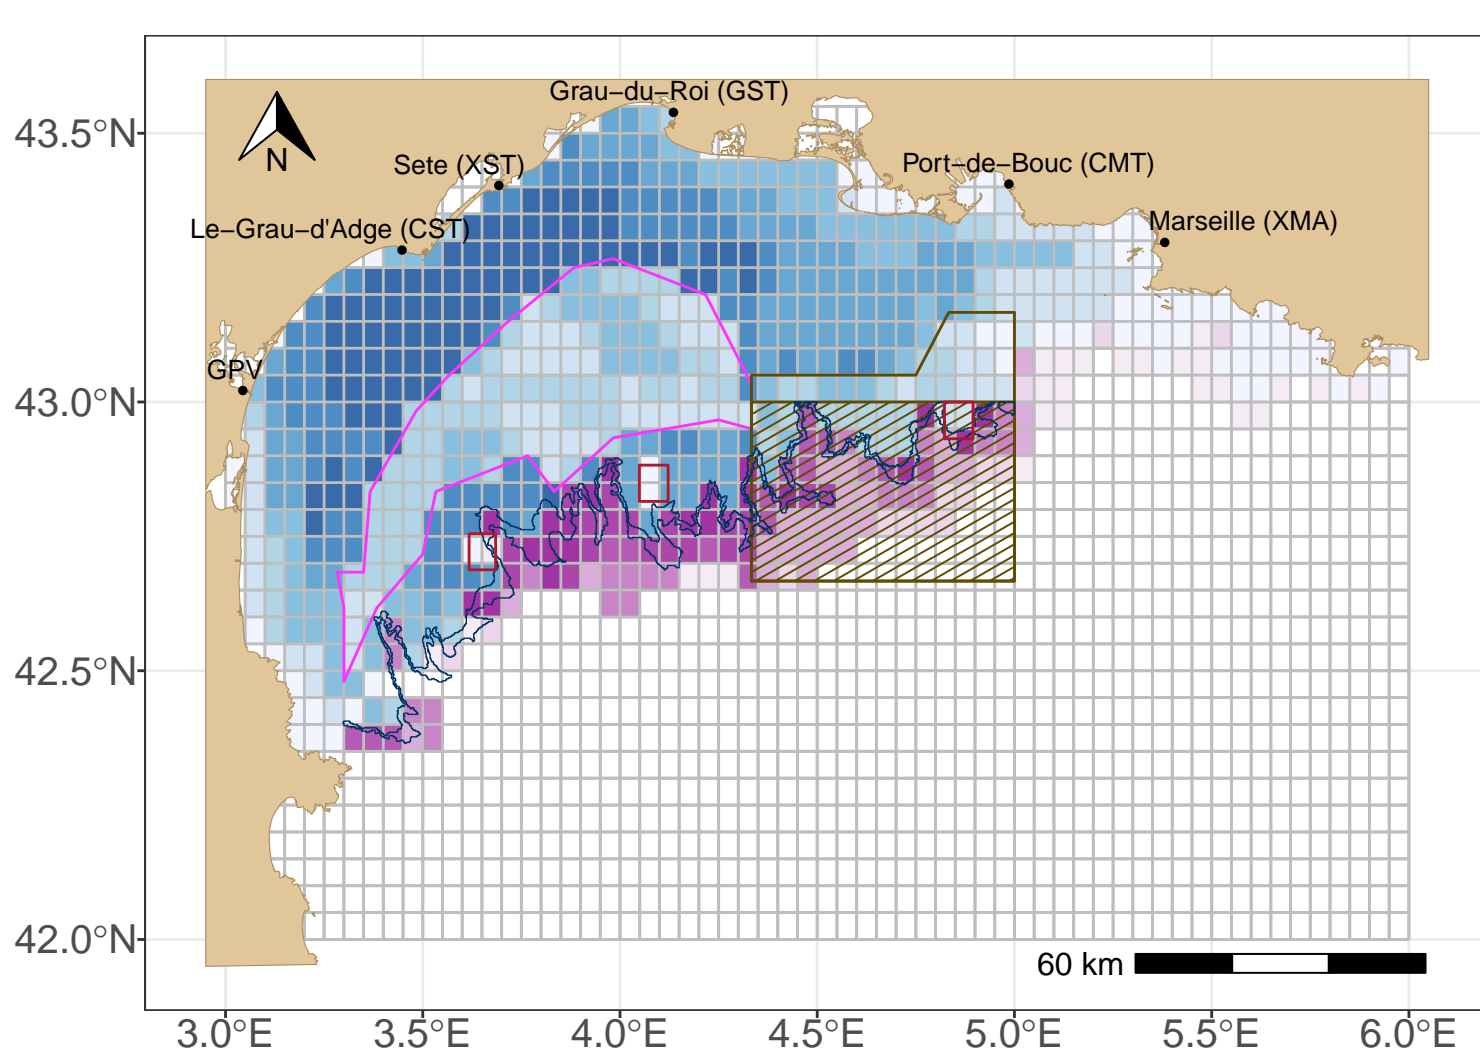 Grau−du−Roi (GST)
43.5°N
N
Sete (XST)
Port−de−Bouc (CMT)
Le−Grau−d'Adge (CST)
Marseille (XMA)
GPV
43.0°N
42.5°N
42.0°N
60 km
3.0°E 3.5°E 4.0°E 4.5°E 5.0°E 5.5°E 6.0°E